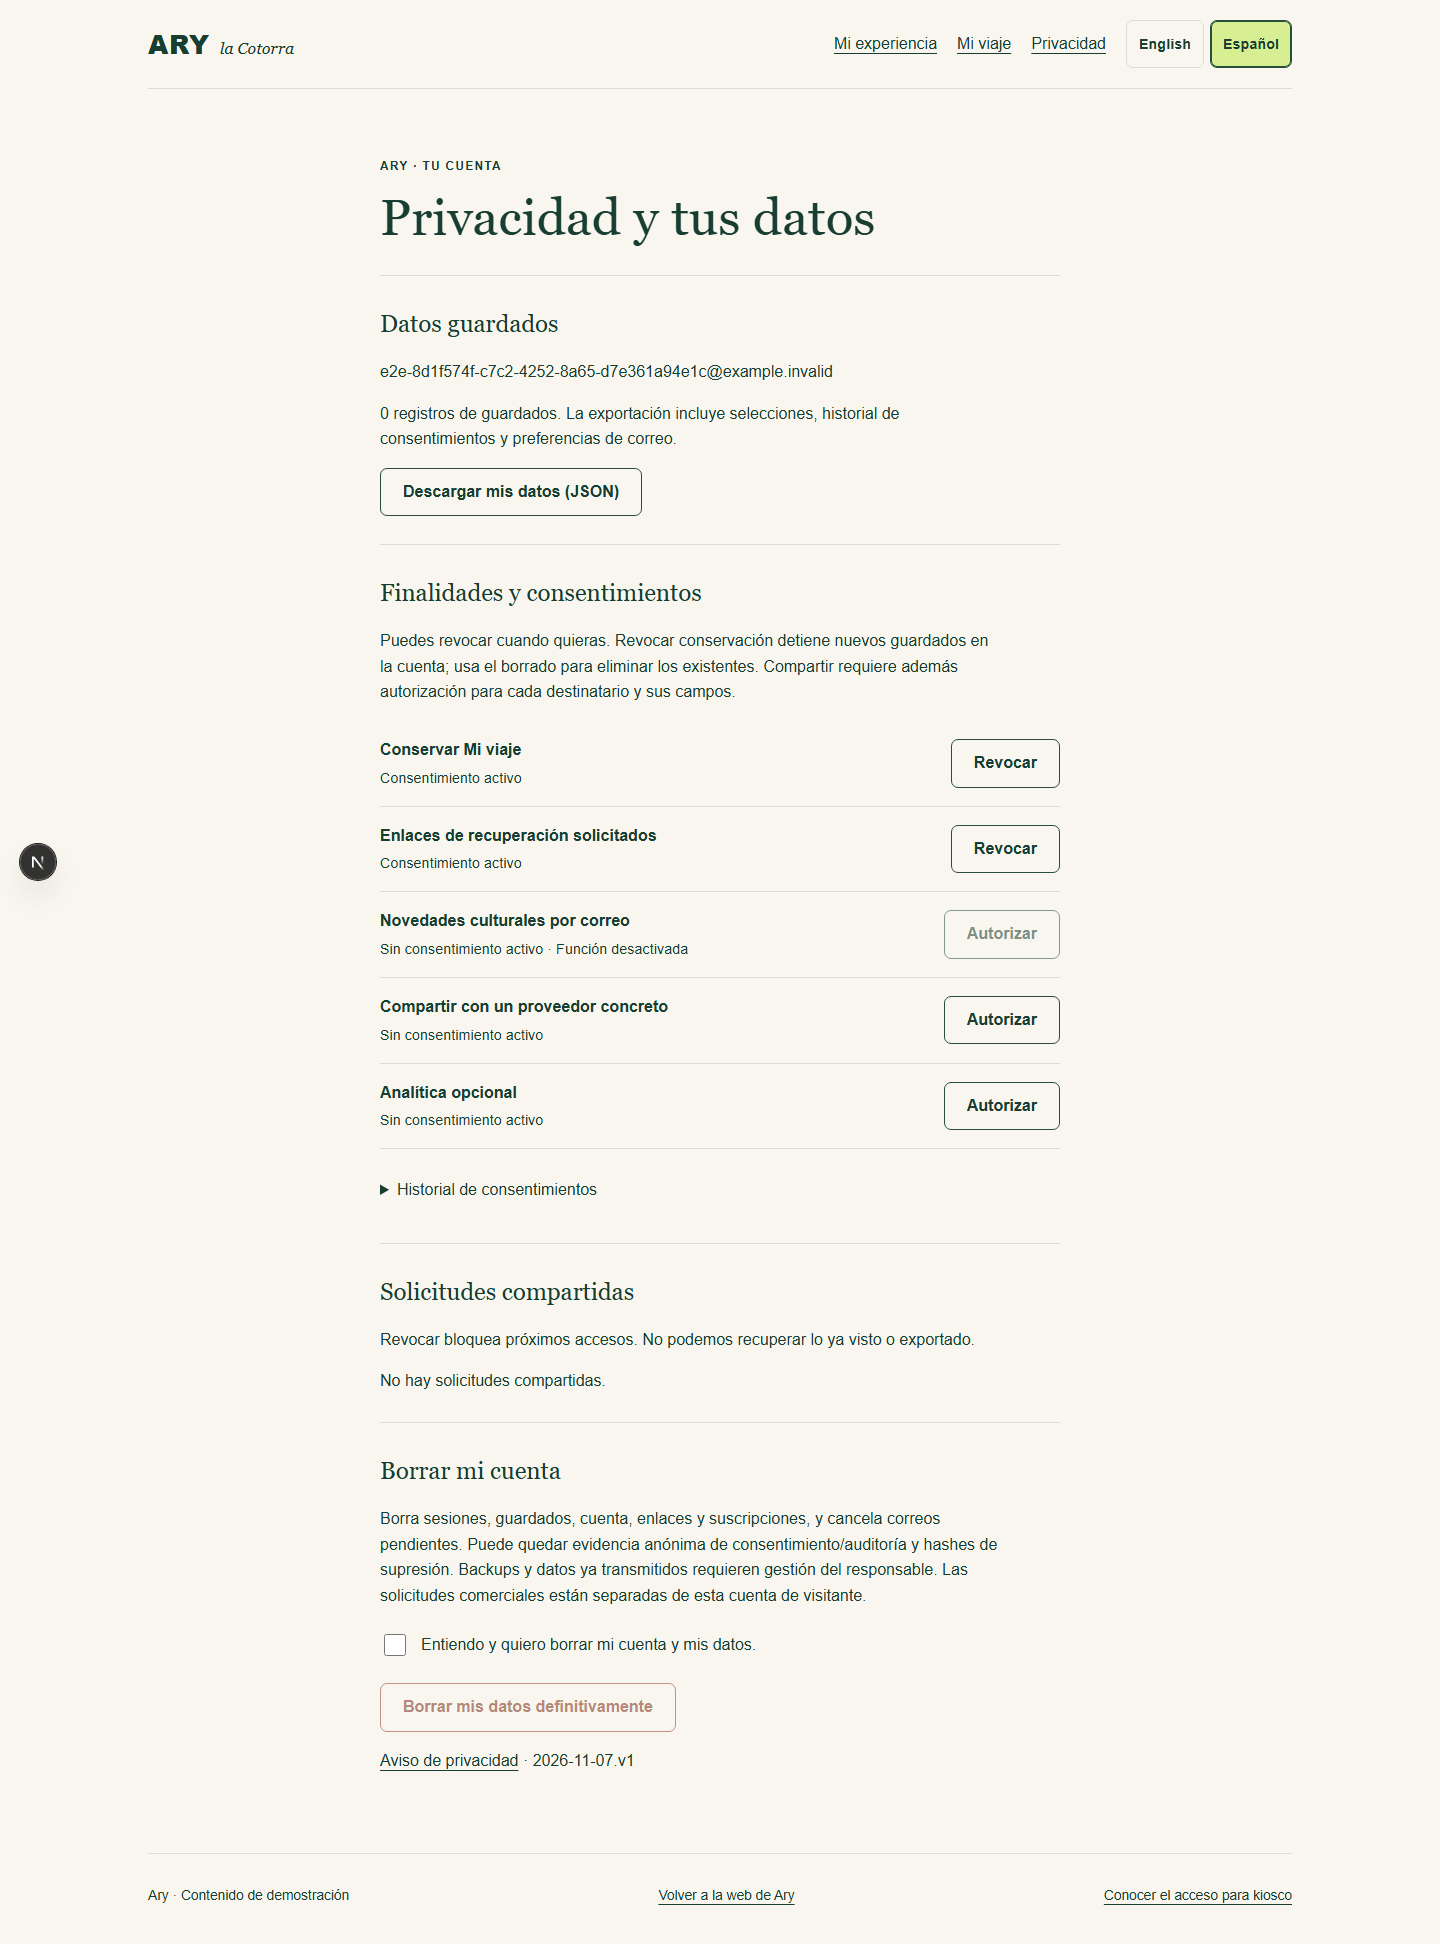 ARY la Cotorra
Mi experiencia Mi viaje Privacidad English Español
ARY · TU CUENTA
Privacidad y tus datos
Datos guardados
e2e-8d1f574f-c7c2-4252-8a65-d7e361a94e1c@example.invalid
0 registros de guardados. La exportación incluye selecciones, historial de
consentimientos y preferencias de correo.
Descargar mis datos (JSON)
Finalidades y consentimientos
Puedes revocar cuando quieras. Revocar conservación detiene nuevos guardados en
la cuenta; usa el borrado para eliminar los existentes. Compartir requiere además
autorización para cada destinatario y sus campos.
Conservar Mi viaje
Consentimiento activo
Revocar
Enlaces de recuperación solicitados
Consentimiento activo
Revocar
Novedades culturales por correo
Sin consentimiento activo · Función desactivada
Autorizar
Compartir con un proveedor concreto
Sin consentimiento activo
Autorizar
Analítica opcional
Sin consentimiento activo
Autorizar
Historial de consentimientos
Solicitudes compartidas
Revocar bloquea próximos accesos. No podemos recuperar lo ya visto o exportado.
No hay solicitudes compartidas.
Borrar mi cuenta
Borra sesiones, guardados, cuenta, enlaces y suscripciones, y cancela correos
pendientes. Puede quedar evidencia anónima de consentimiento/auditoría y hashes de
supresión. Backups y datos ya transmitidos requieren gestión del responsable. Las
solicitudes comerciales están separadas de esta cuenta de visitante.
Entiendo y quiero borrar mi cuenta y mis datos.
Borrar mis datos definitivamente
Aviso de privacidad · 2026-11-07.v1
Ary · Contenido de demostración
Volver a la web de Ary
Conocer el acceso para kiosco